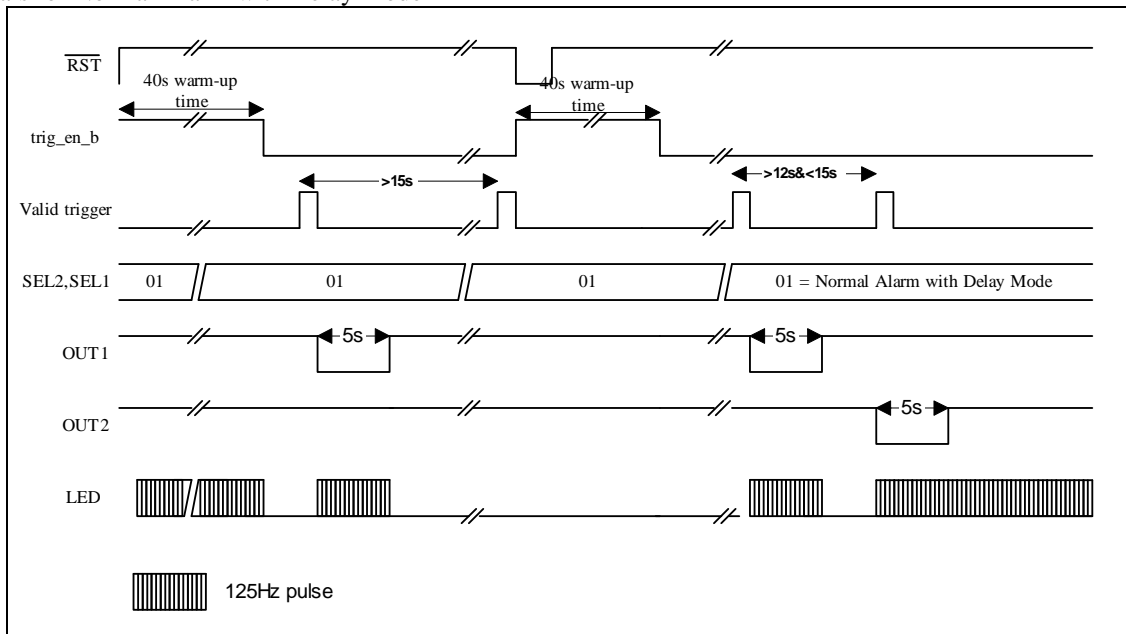 RST
40s warm-up
time
40s warm-up
time
trig_en_b
>15s
>12s&<15s
Valid trigger
SEL2,SEL1
01
01
01
01 = Normal Alarm with Delay Mode
5s
5s
OUT1
5s
OUT2
LED
125Hz pulse